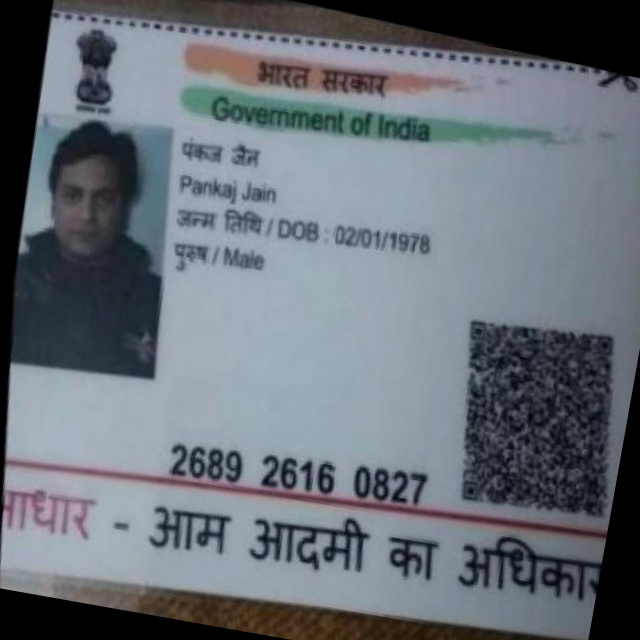 भारत सरकार
Government of India
पंकज जैन
Pankaj Jain
जन्म तिथि / DOB : 02/01/1978
पुरुष / Male
2689 2616 0827
आधार - आम आदमी का अधिकार